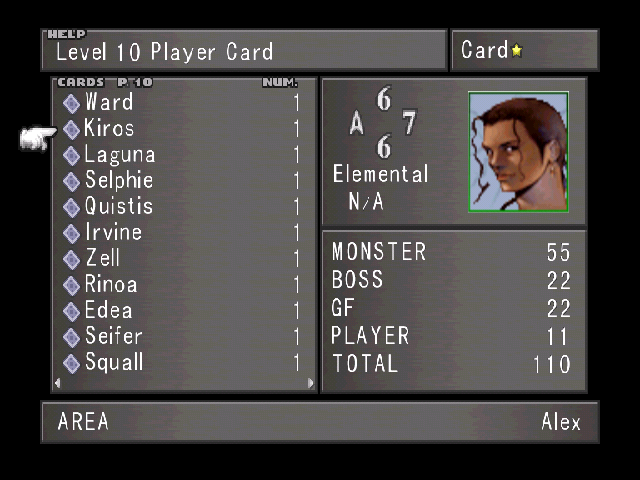 HELP
Level 10 Player Card
Card
CARDS P. 10 NUM.
Ward 1
Kiros 1
Laguna 1
Selphie 1
Quistis 1
Irvine 1
Zell 1
Rinoa 1
Edea 1
Seifer 1
Squall 1
6
A 7
6
Elemental
N/A
MONSTER 55
BOSS 22
GF 22
PLAYER 11
TOTAL 110
AREA Alex